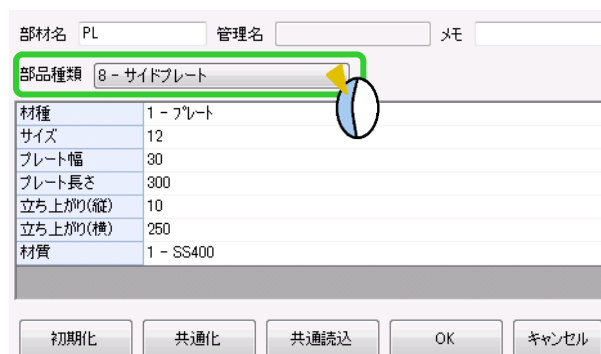 部材名 PL 管理名 メモ
部品種類 8 - サイドプレート
材種 1 - プレート
サイズ 12
プレート幅 30
プレート長さ 300
立ち上がり(縦) 10
立ち上がり(横) 250
材質 1 - SS400
初期化 共通化 共通読込 OK キャンセル